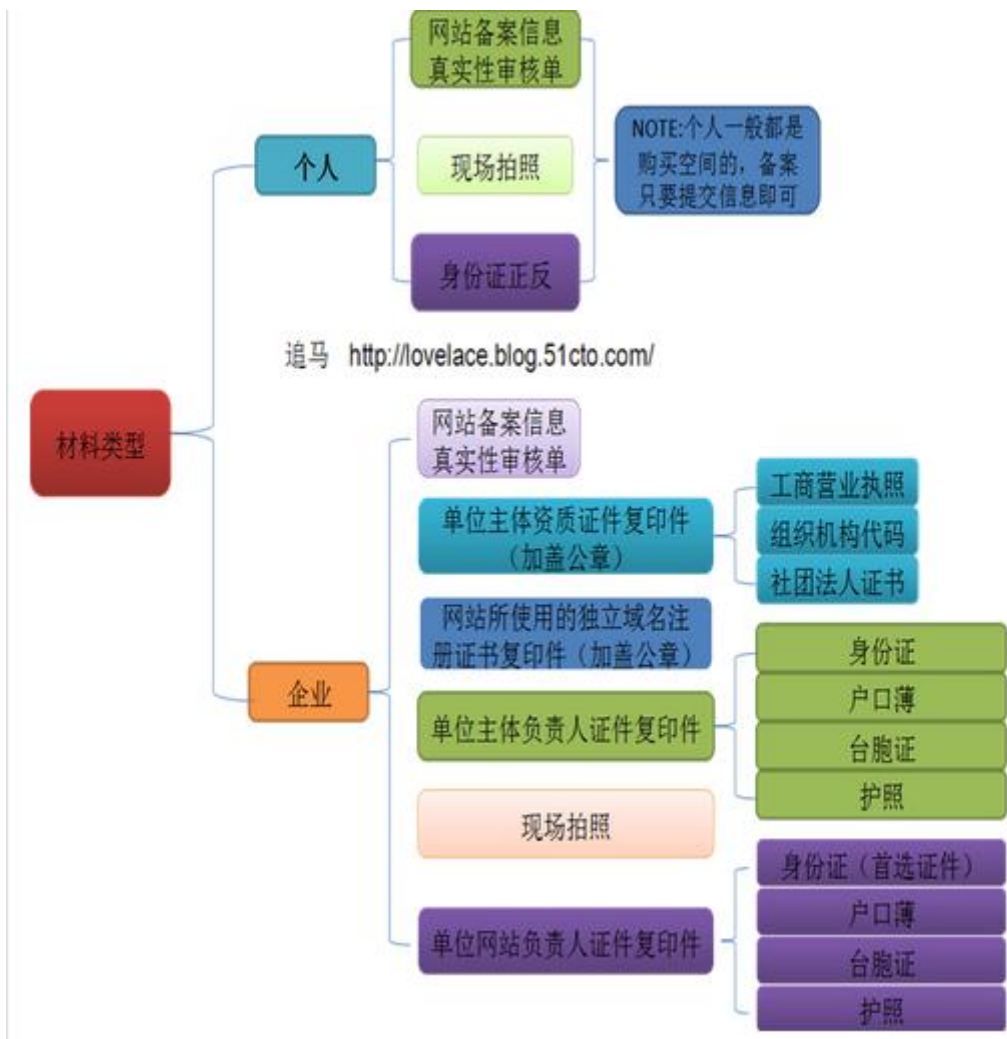 网站备案信息
真实性审核单
个人
现场拍照
身份证正反
NOTE:个人一般都是
购买空间的，备案
只要提交信息即可
追马 http://lovelace.blog.51cto.com/
材料类型
企业
网站备案信息
真实性审核单
单位主体资质证件复印件
（加盖公章）
工商营业执照
组织机构代码
社团法人证书
网站所使用的独立域名注
册证书复印件（加盖公章）
单位主体负责人证件复印件
身份证
户口薄
台胞证
护照
现场拍照
单位网站负责人证件复印件
身份证（首选证件）
户口薄
台胞证
护照